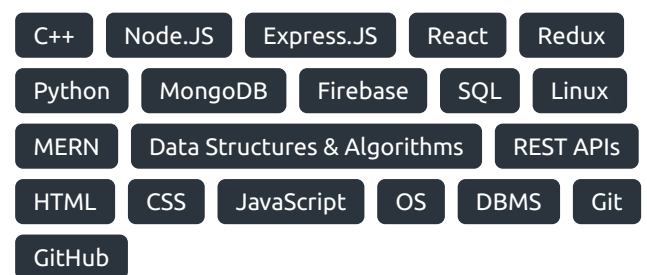 C++ Node.JS Express.JS React Redux
Python MongoDB Firebase SQL Linux
MERN Data Structures & Algorithms REST APIs
HTML CSS JavaScript OS DBMS Git
GitHub